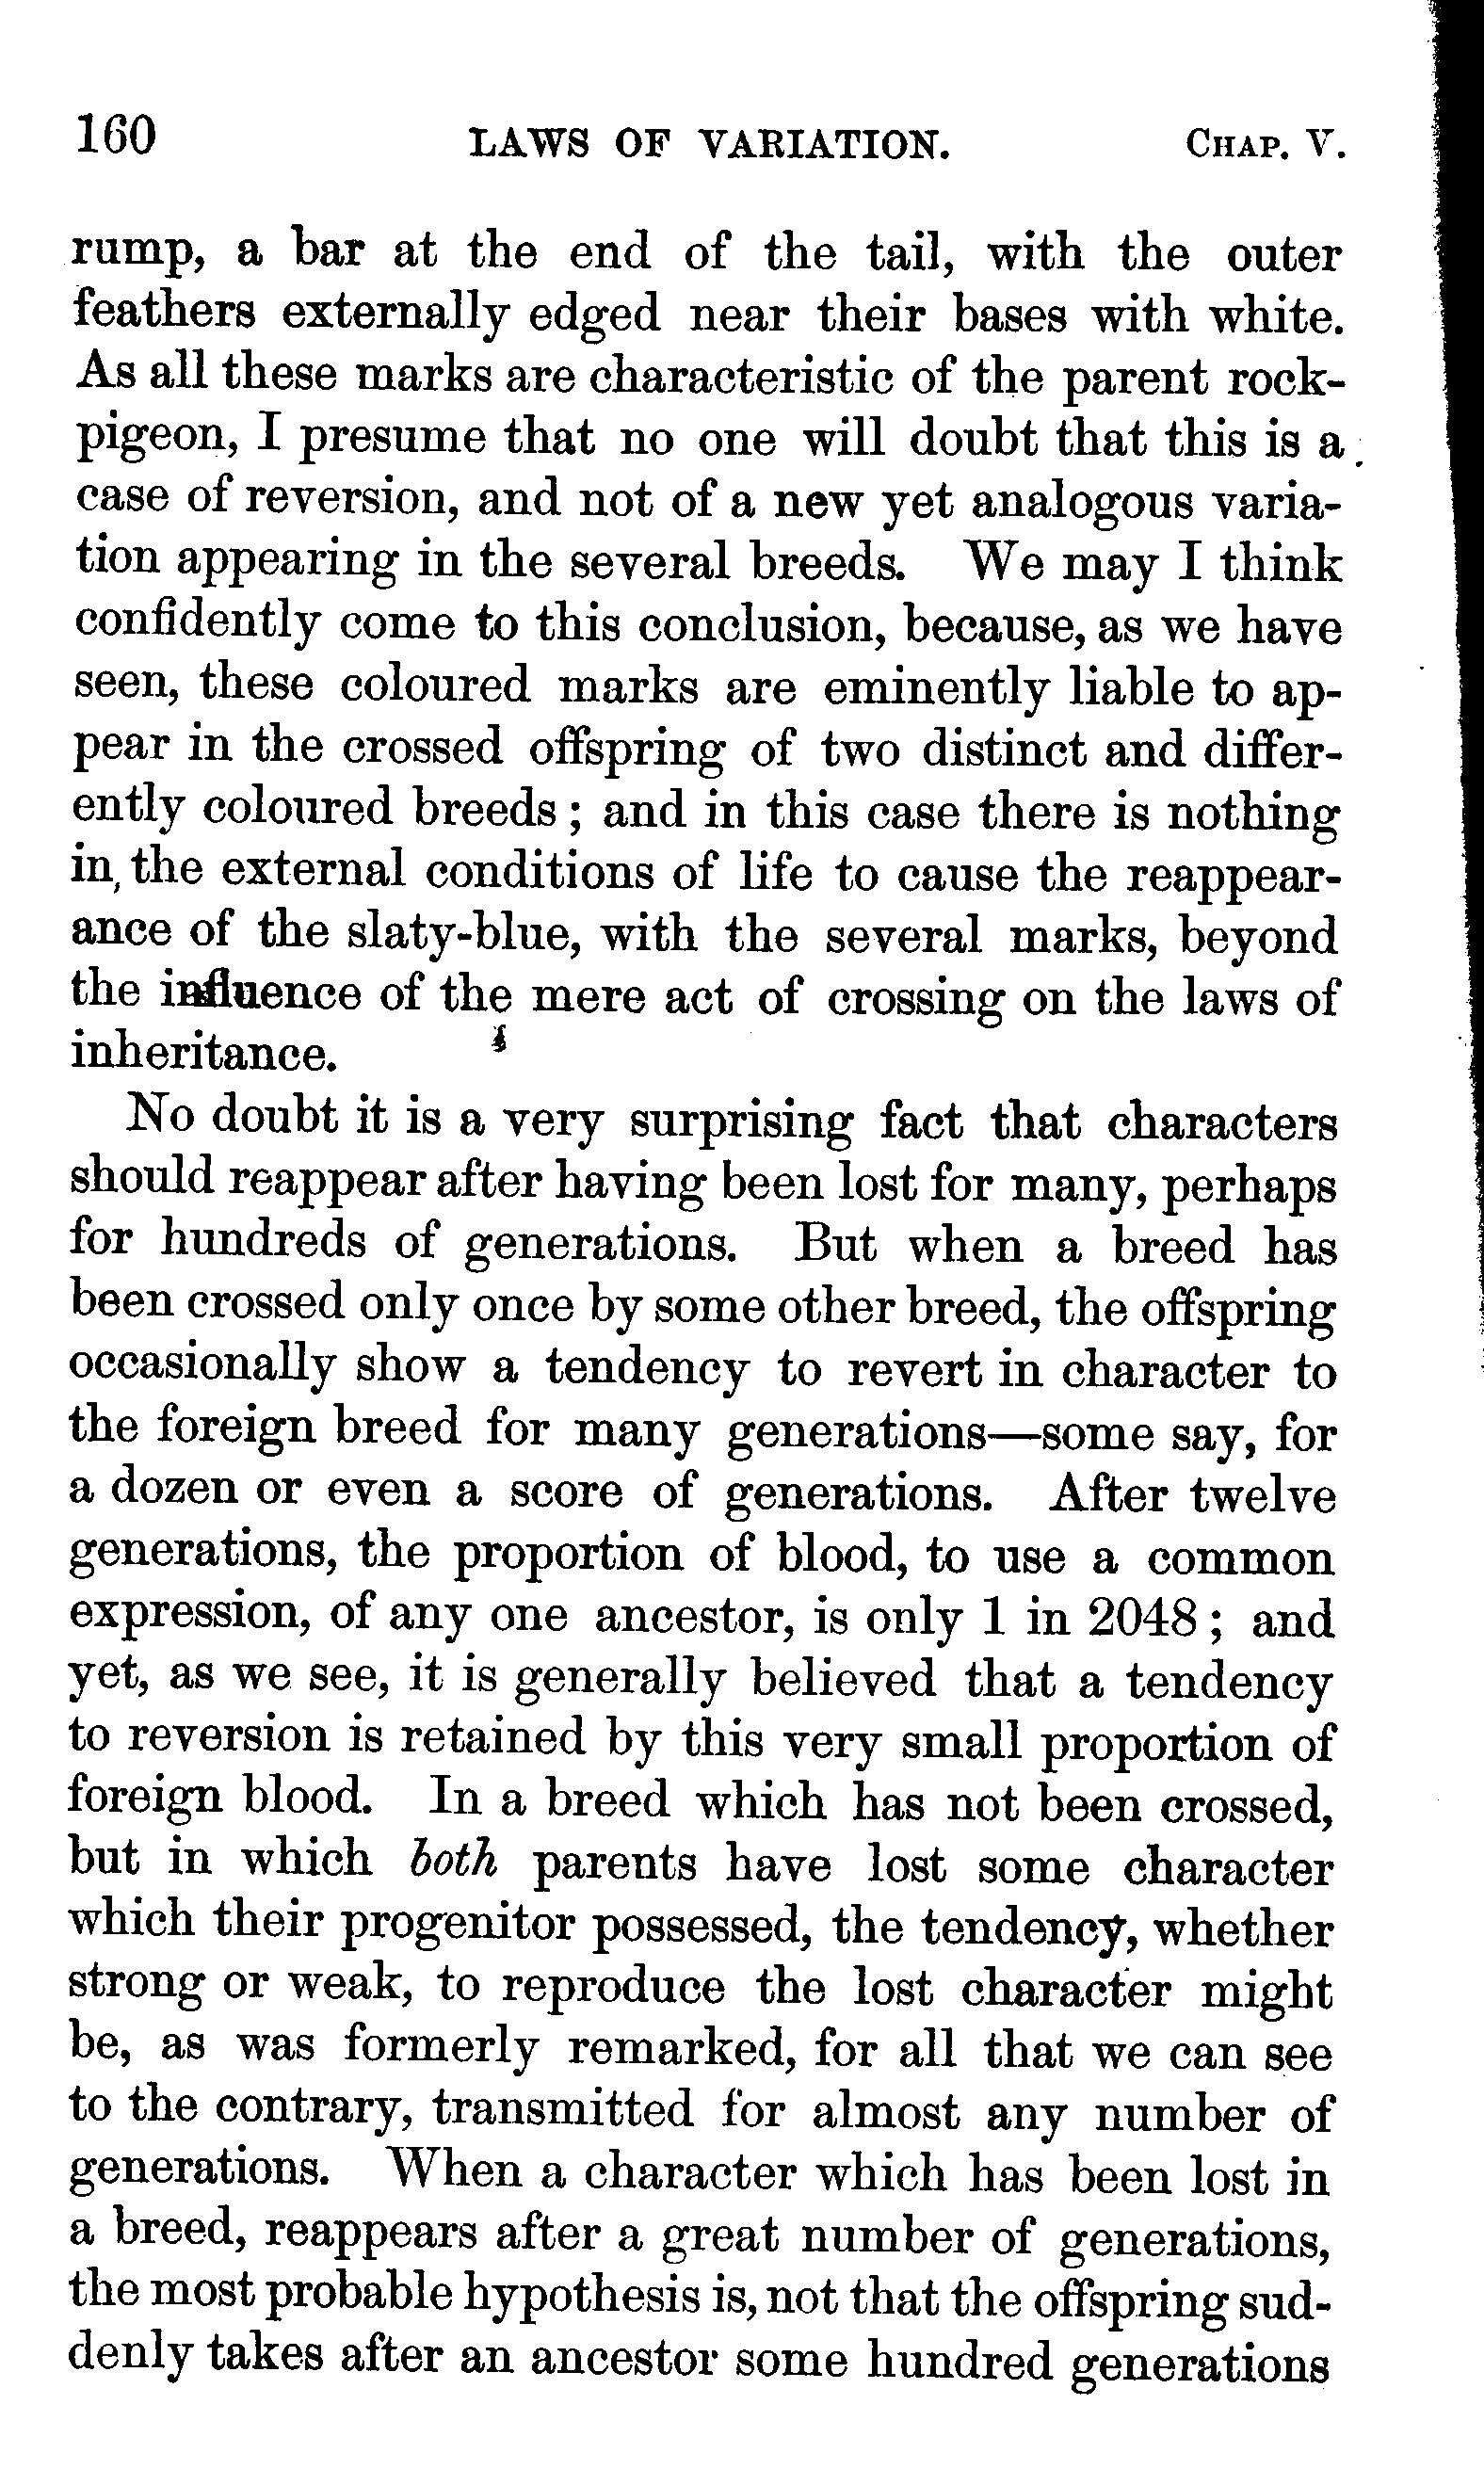 160 LAWS OF VARIATION. CHAP. V.
rump, a bar at the end of the tail, with the outer
feathers externally edged near their bases with white.
As all these marks are characteristic of the parent rock-
pigeon, I presume that no one will doubt that this is a
case of reversion, and not of a new yet analogous varia-
tion appearing in the several breeds. We may I think
confidently come to this conclusion, because, as we have
seen, these coloured marks are eminently liable to ap-
pear in the crossed offspring of two distinct and differ-
ently coloured breeds; and in this case there is nothing
in the external conditions of life to cause the reappear-
ance of the slaty-blue, with the several marks, beyond
the influence of the mere act of crossing on the laws of
inheritance.
No doubt it is a very surprising fact that characters
should reappear after having been lost for many, perhaps
for hundreds of generations. But when a breed has
been crossed only once by some other breed, the offspring
occasionally show a tendency to revert in character to
the foreign breed for many generations—some say, for
a dozen or even a score of generations. After twelve
generations, the proportion of blood, to use a common
expression, of any one ancestor, is only 1 in 2048; and
yet, as we see, it is generally believed that a tendency
to reversion is retained by this very small proportion of
foreign blood. In a breed which has not been crossed,
but in which both parents have lost some character
which their progenitor possessed, the tendency, whether
strong or weak, to reproduce the lost character might
be, as was formerly remarked, for all that we can see
to the contrary, transmitted for almost any number of
generations. When a character which has been lost in
a breed, reappears after a great number of generations,
the most probable hypothesis is, not that the offspring sud-
denly takes after an ancestor some hundred generations